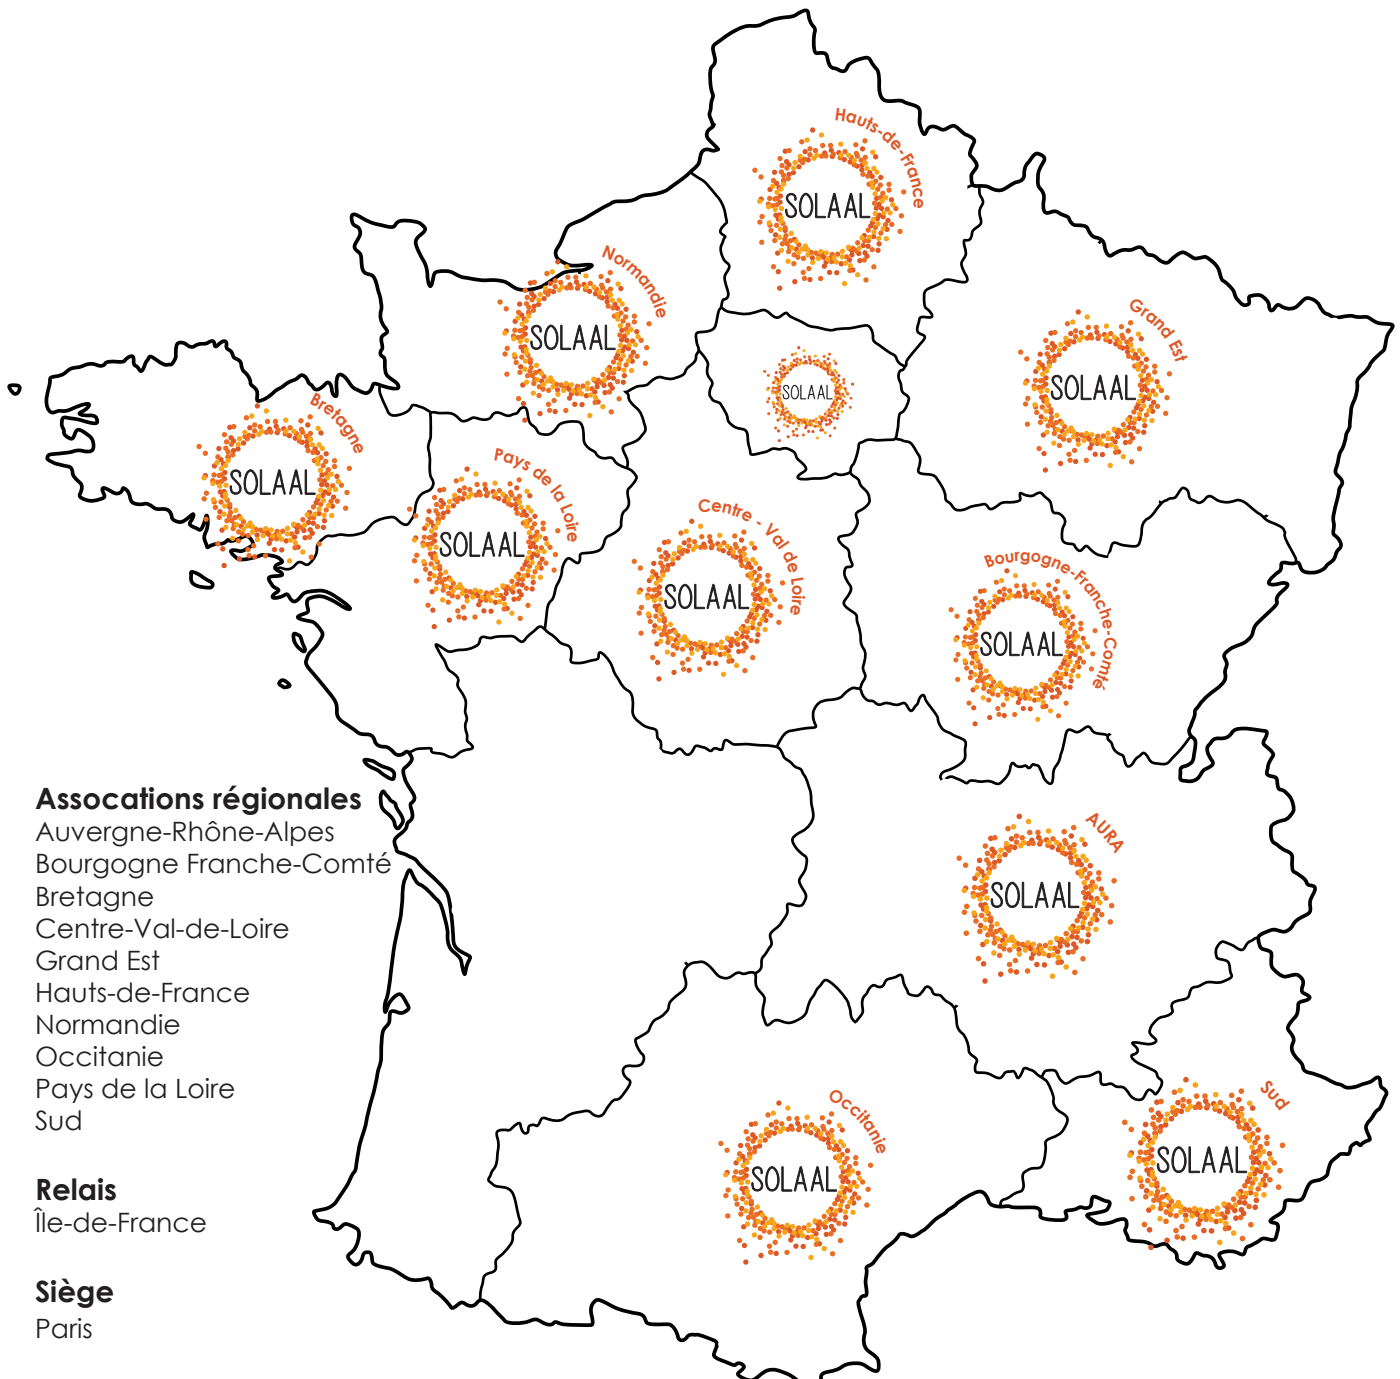 Hauts-de-France
SOLAAL
Normandie
SOLAAL
Grand Est
SOLAAL
SOLAAL
Bretagne
SOLAAL
Pays de la Loire
SOLAAL
Centre - Val de Loire
SOLAAL
Bourgogne-Franche-Comté
SOLAAL
AURA
SOLAAL
Occitanie
SOLAAL
Sud
SOLAAL
Assocations régionales
Auvergne-Rhône-Alpes
Bourgogne Franche-Comté
Bretagne
Centre-Val-de-Loire
Grand Est
Hauts-de-France
Normandie
Occitanie
Pays de la Loire
Sud
Relais
Île-de-France
Siège
Paris